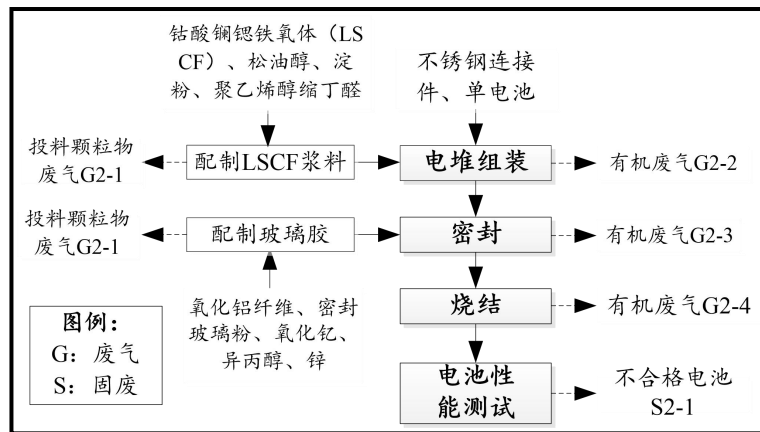 钴酸镧锶铁氧体（LS
CF）、松油醇、淀
粉、聚乙烯醇缩丁醛
不锈钢连接
件、单电池
投料颗粒物
废气G2-1
配制LSCF浆料
电堆组装
有机废气G2-2
投料颗粒物
废气G2-1
配制玻璃胶
密封
有机废气G2-3
氧化铝纤维、密封
玻璃粉、氧化钇、
异丙醇、锌
烧结
有机废气G2-4
图例：
G：废气
S：固废
电池性
能测试
不合格电池
S2-1